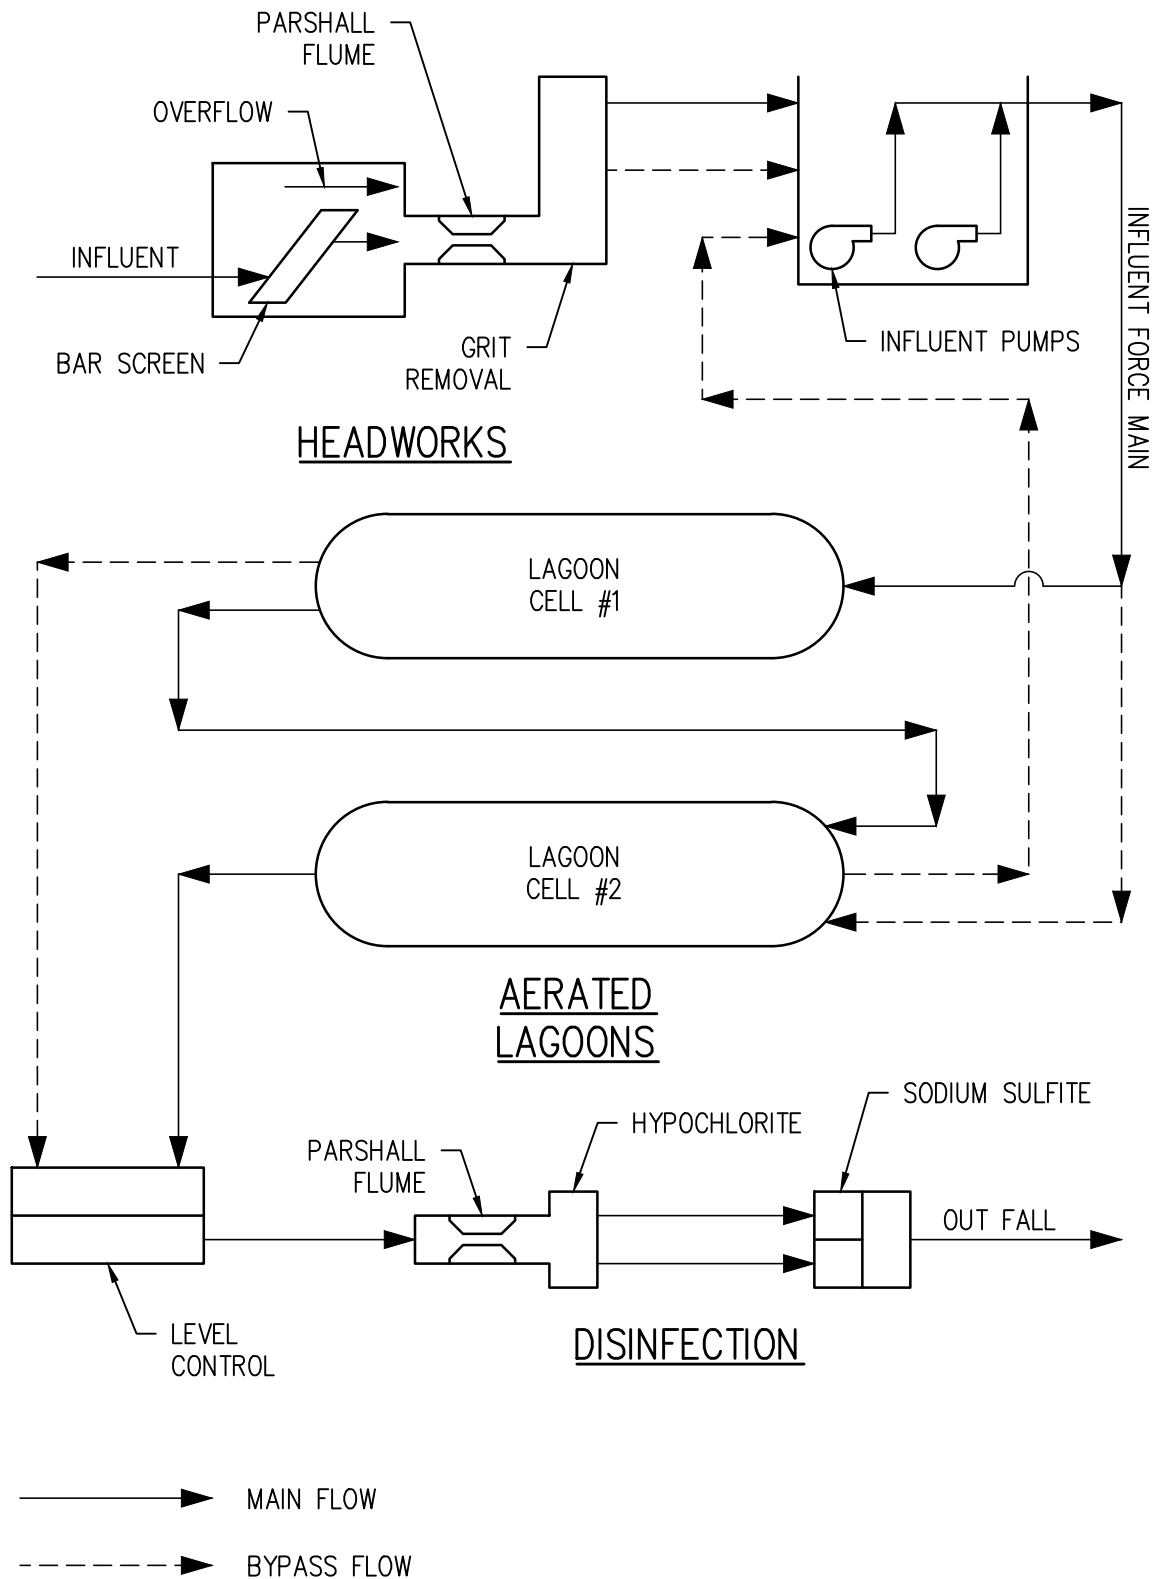 PARSHALL
FLUME
OVERFLOW
INFLUENT
BAR SCREEN
GRIT
REMOVAL
INFLUENT PUMPS
INFLUENT FORCE MAIN
HEADWORKS
LAGOON
CELL #1
LAGOON
CELL #2
AERATED
LAGOONS
SODIUM SULFITE
HYPOCHLORITE
PARSHALL
FLUME
OUT FALL
LEVEL
CONTROL
DISINFECTION
MAIN FLOW
BYPASS FLOW